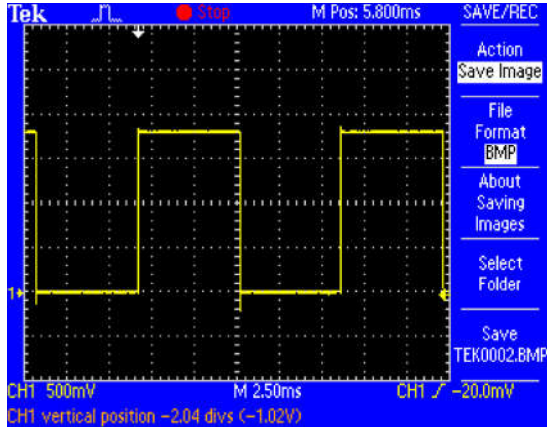 Tek Stop M Pos: 5.800ms SAVE/REC
Action
Save Image
File
Format
BMP
About
Saving
Images
Select
Folder
1
Save
TEK0002.BMP
CH1 500mV M 2.50ms CH1 -20.0mV
CH1 vertical position -2.04 divs (-1.02V)